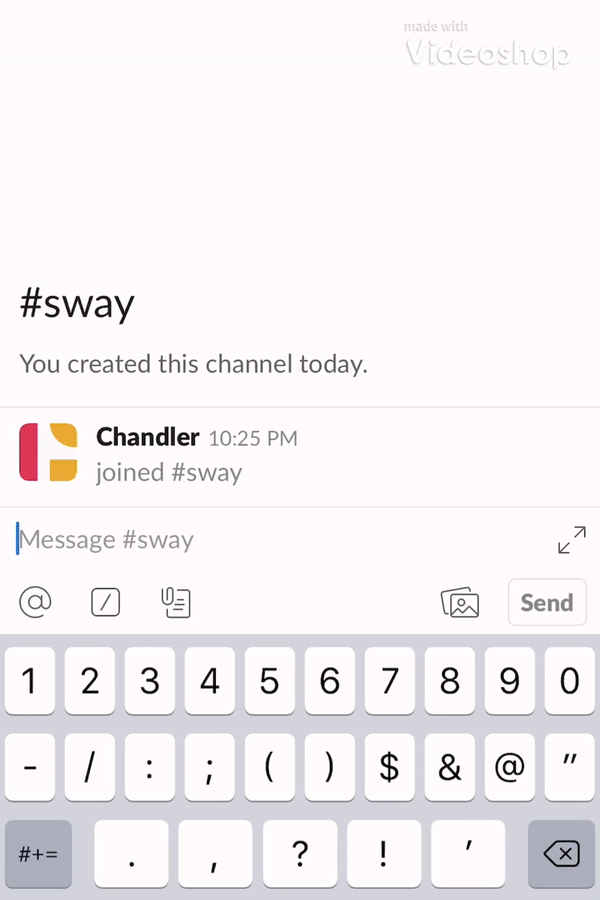 made with
Videoshop
#sway
You created this channel today.
Chandler 10:25 PM
joined #sway
Message #sway
@ /
Send
1 2 3 4 5 6 7 8 9 0
- / : ; ( ) $ & @ "
#+= . , ? ! '